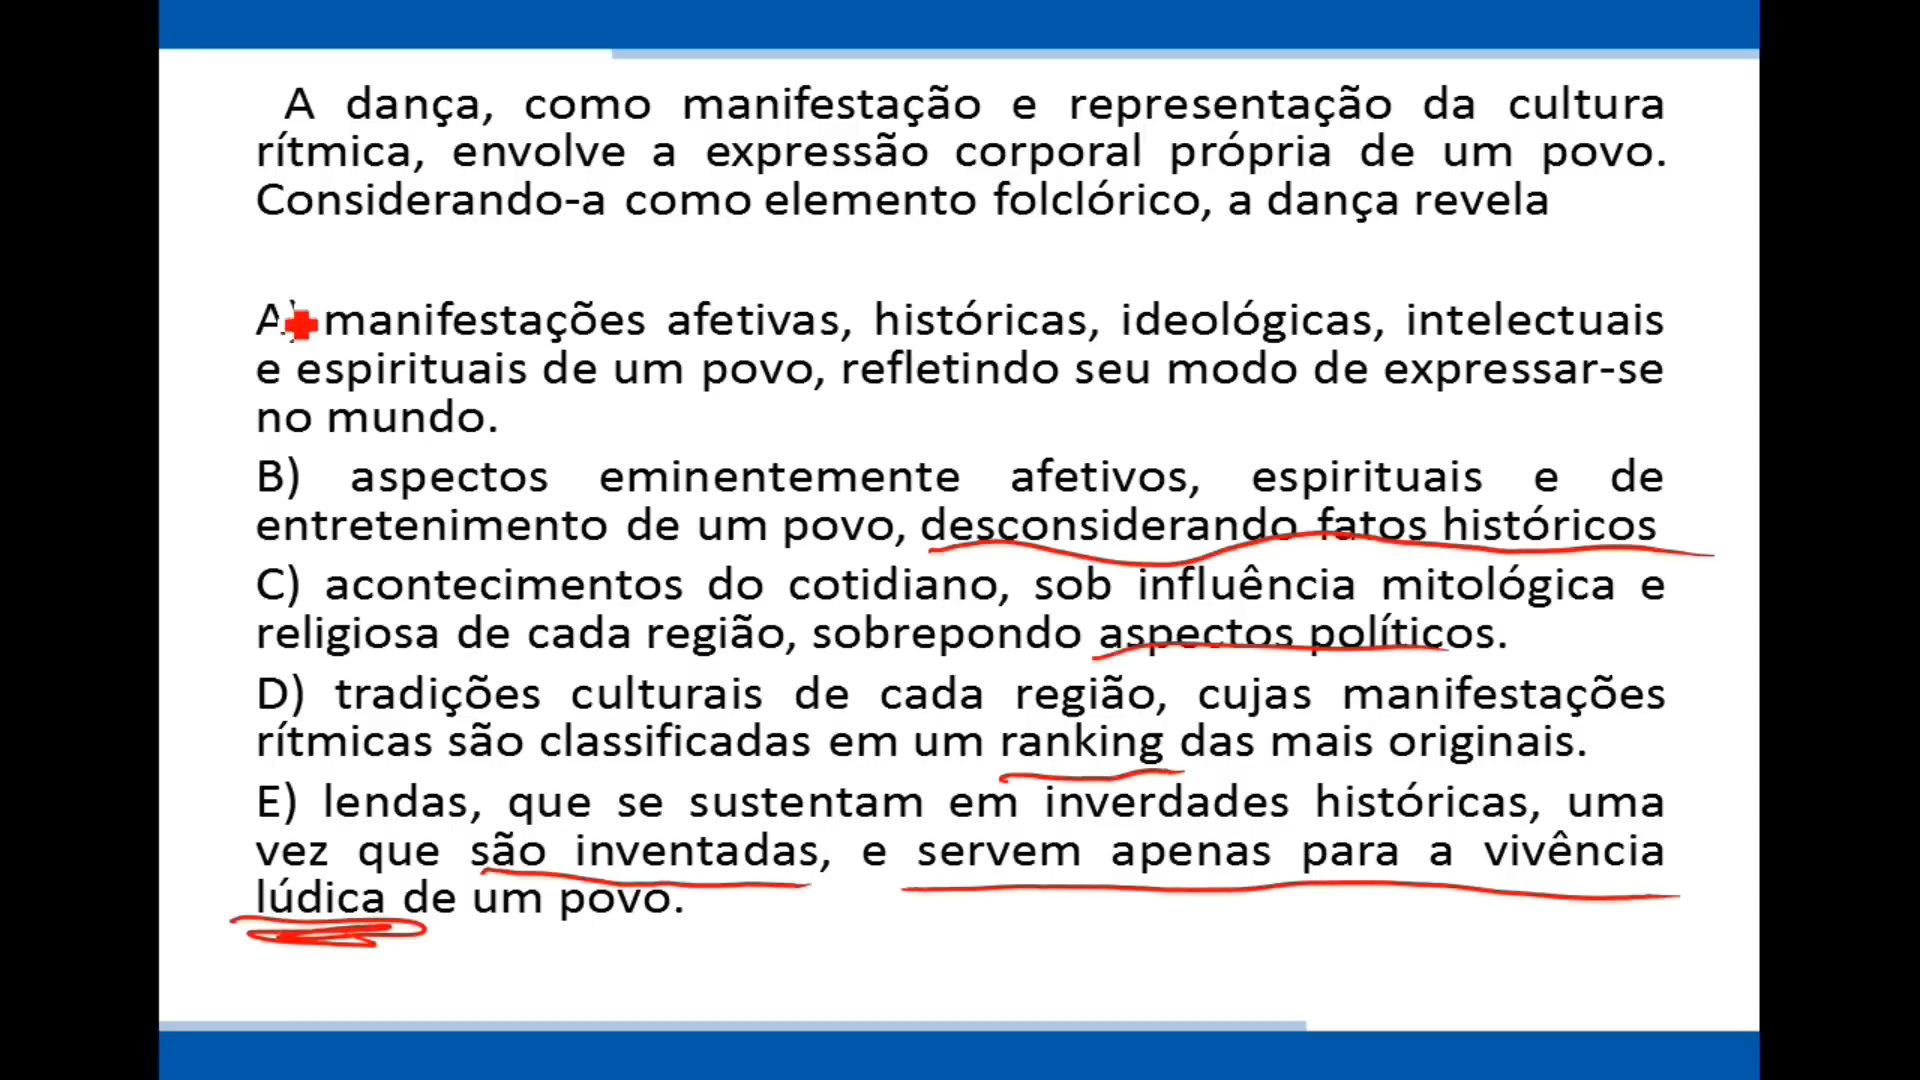 A dança, como manifestação e representação da cultura
rítmica, envolve a expressão corporal própria de um povo.
Considerando-a como elemento folclórico, a dança revela
A) manifestações afetivas, históricas, ideológicas, intelectuais
e espirituais de um povo, refletindo seu modo de expressar-se
no mundo.
B) aspectos eminentemente afetivos, espirituais e de
entretenimento de um povo, desconsiderando fatos históricos
C) acontecimentos do cotidiano, sob influência mitológica e
religiosa de cada região, sobrepondo aspectos políticos.
D) tradições culturais de cada região, cujas manifestações
rítmicas são classificadas em um ranking das mais originais.
E) lendas, que se sustentam em inverdades históricas, uma
vez que são inventadas, e servem apenas para a vivência
lúdica de um povo.